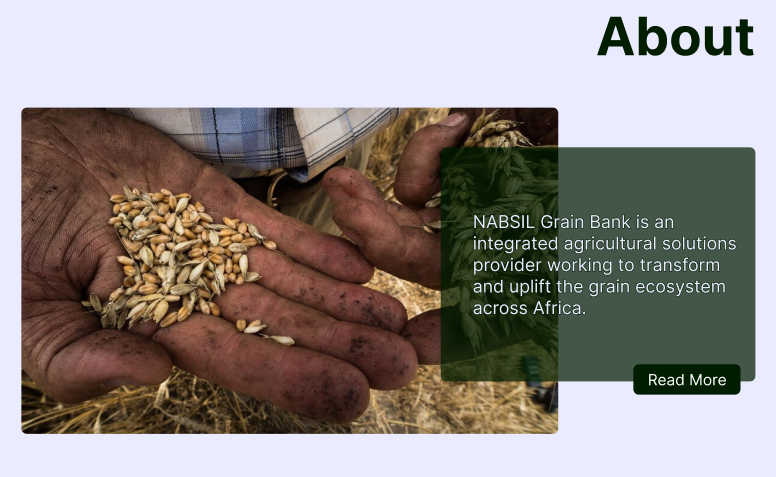 About
NABSIL Grain Bank is an
integrated agricultural solutions
provider working to transform
and uplift the grain ecosystem
across Africa.
Read More